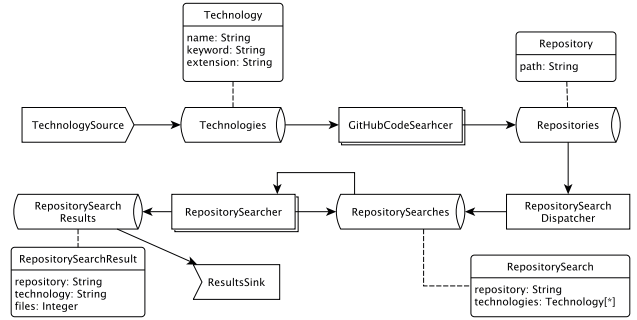 Technology
name: String
keyword: String
extension: String
Repository
path: String
TechnologySource
Technologies
GitHubCodeSearhcer
Repositories
RepositorySearch
Results
RepositorySearcher
RepositorySearches
RepositorySearch
Dispatcher
RepositorySearchResult
repository: String
technology: String
files: Integer
ResultsSink
RepositorySearch
repository: String
technologies: Technology[*]